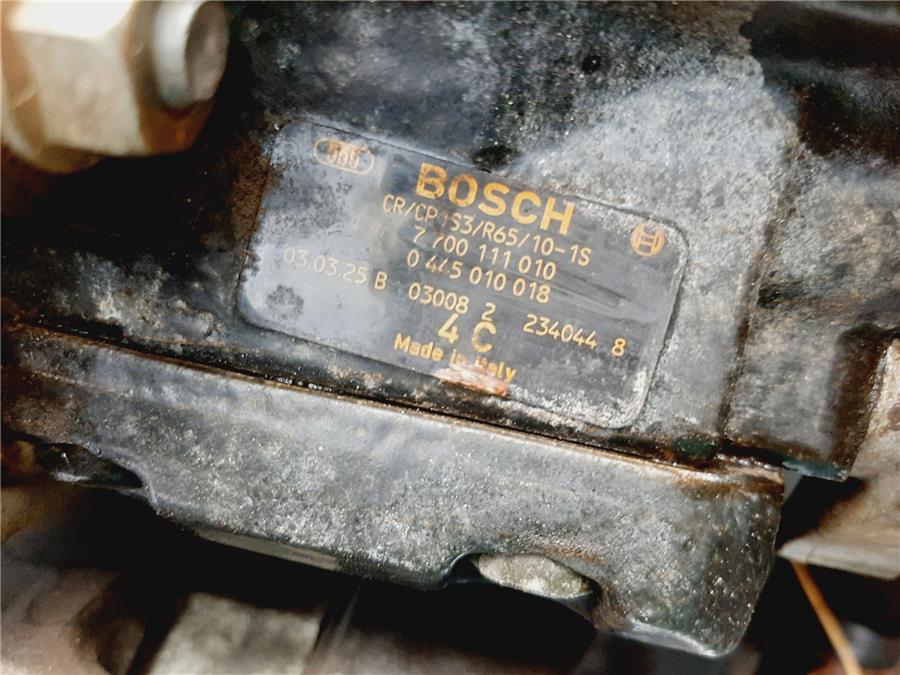 BOSCH
CR/CP1S3/R65/10-1S
7 700 111 010
0 445 010 018
03.03.25 B 03008 2 234044 8
4 C
Made in Italy